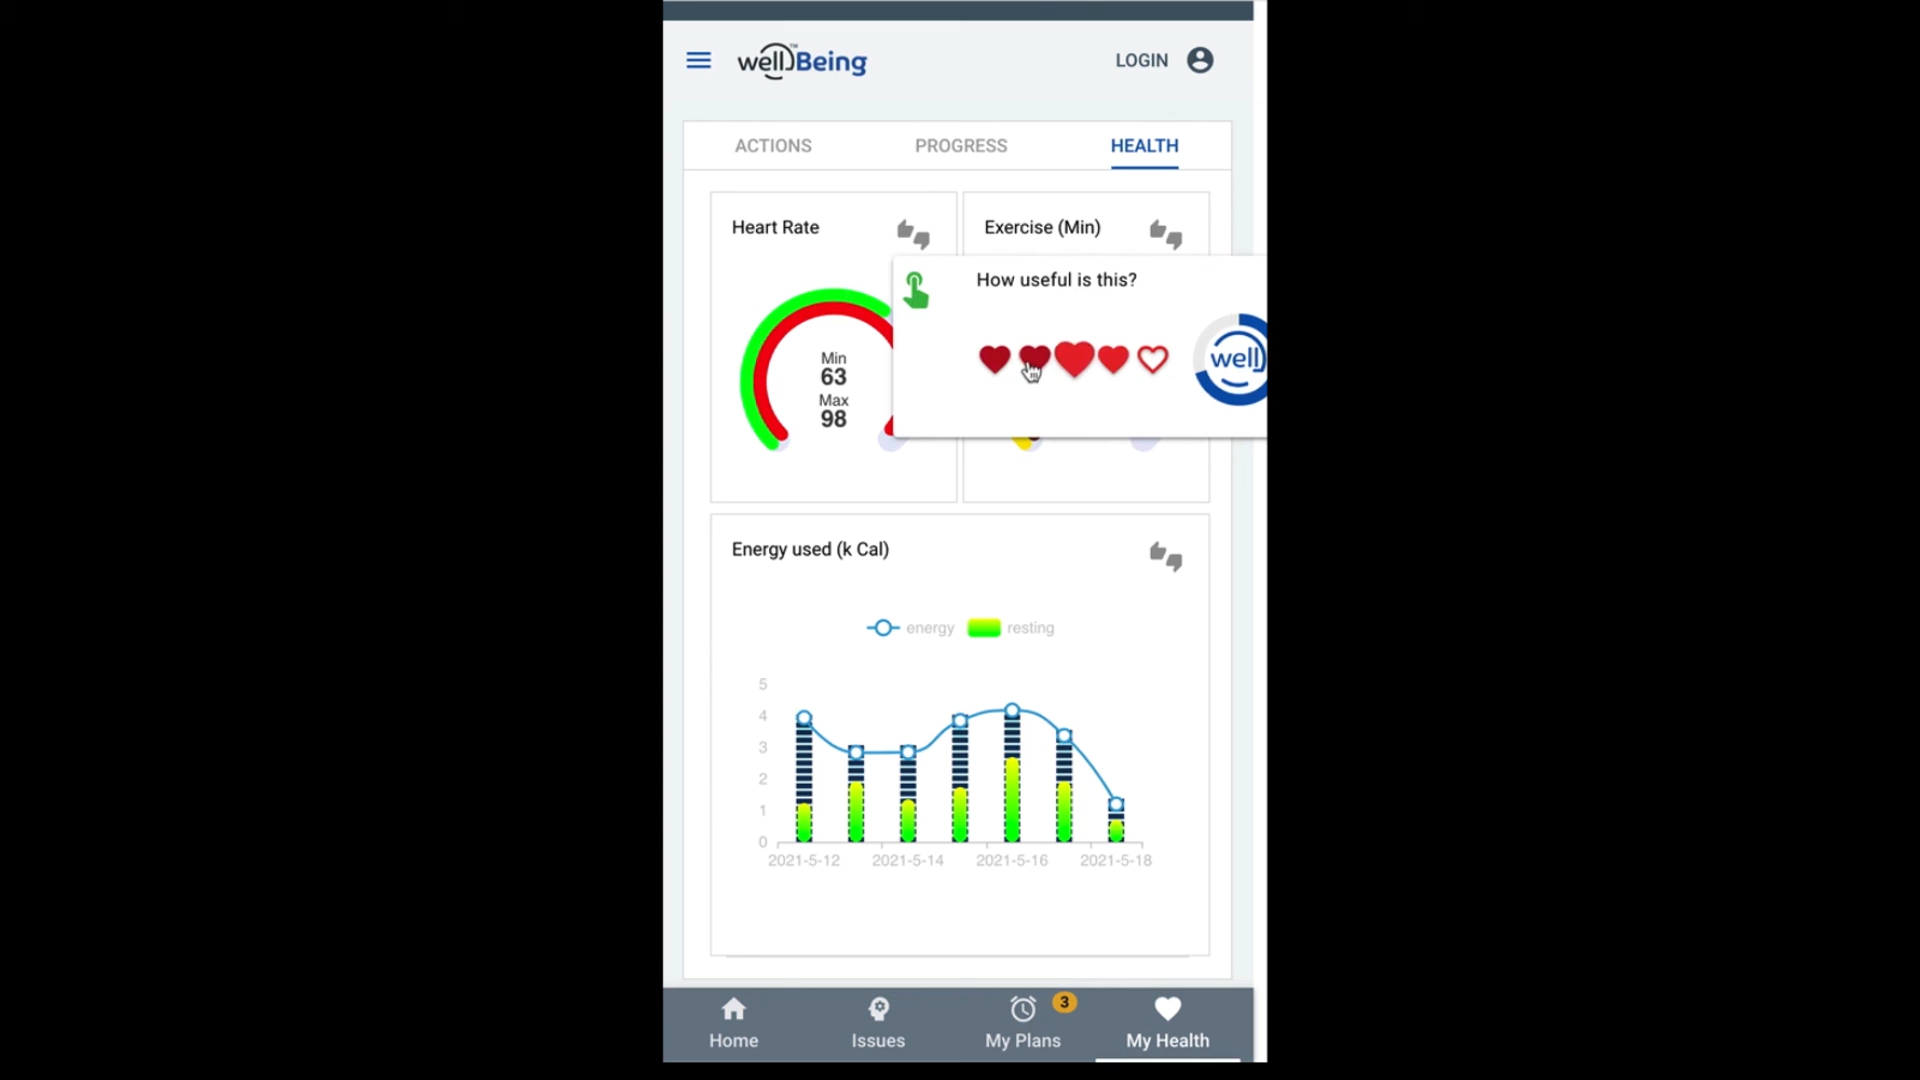 well)Being™
LOGIN
ACTIONS
PROGRESS
HEALTH
Heart Rate
Exercise (Min)
How useful is this?
Min
63
Max
98
well)
Energy used (k Cal)
energy
resting
5
4
3
2
1
0
2021-5-12
2021-5-14
2021-5-16
2021-5-18
Home
Issues
My Plans
3
My Health